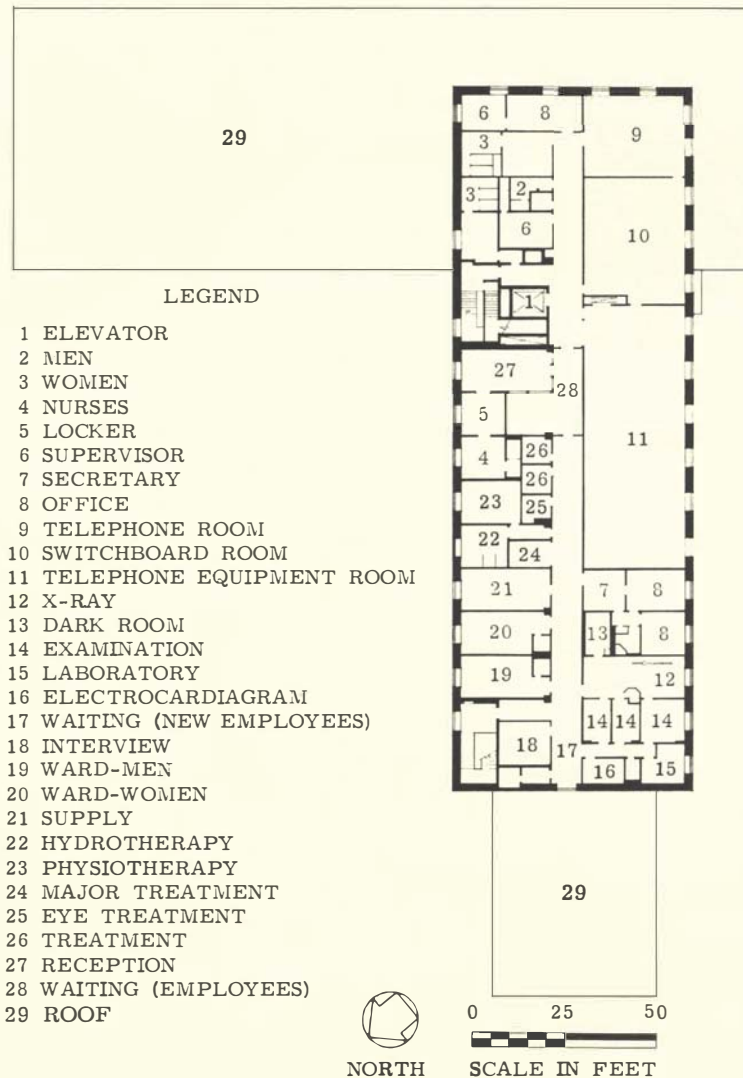 29
6 8
9
3
3 2
6
10
1
LEGEND
1 ELEVATOR
2 MEN
3 WOMEN
4 NURSES
5 LOCKER
6 SUPERVISOR
7 SECRETARY
8 OFFICE
9 TELEPHONE ROOM
10 SWITCHBOARD ROOM
11 TELEPHONE EQUIPMENT ROOM
12 X-RAY
13 DARK ROOM
14 EXAMINATION
15 LABORATORY
16 ELECTROCARDIAGRAM
17 WAITING (NEW EMPLOYEES)
18 INTERVIEW
19 WARD-MEN
20 WARD-WOMEN
21 SUPPLY
22 HYDROTHERAPY
23 PHYSIOTHERAPY
24 MAJOR TREATMENT
25 EYE TREATMENT
26 TREATMENT
27 RECEPTION
28 WAITING (EMPLOYEES)
29 ROOF
27
28
5
11
4 26
26
23 25
22
24
21 7 8
20 13 8
19 12
14 14 14
18 17
16 15
29
NORTH
0 25 50
SCALE IN FEET